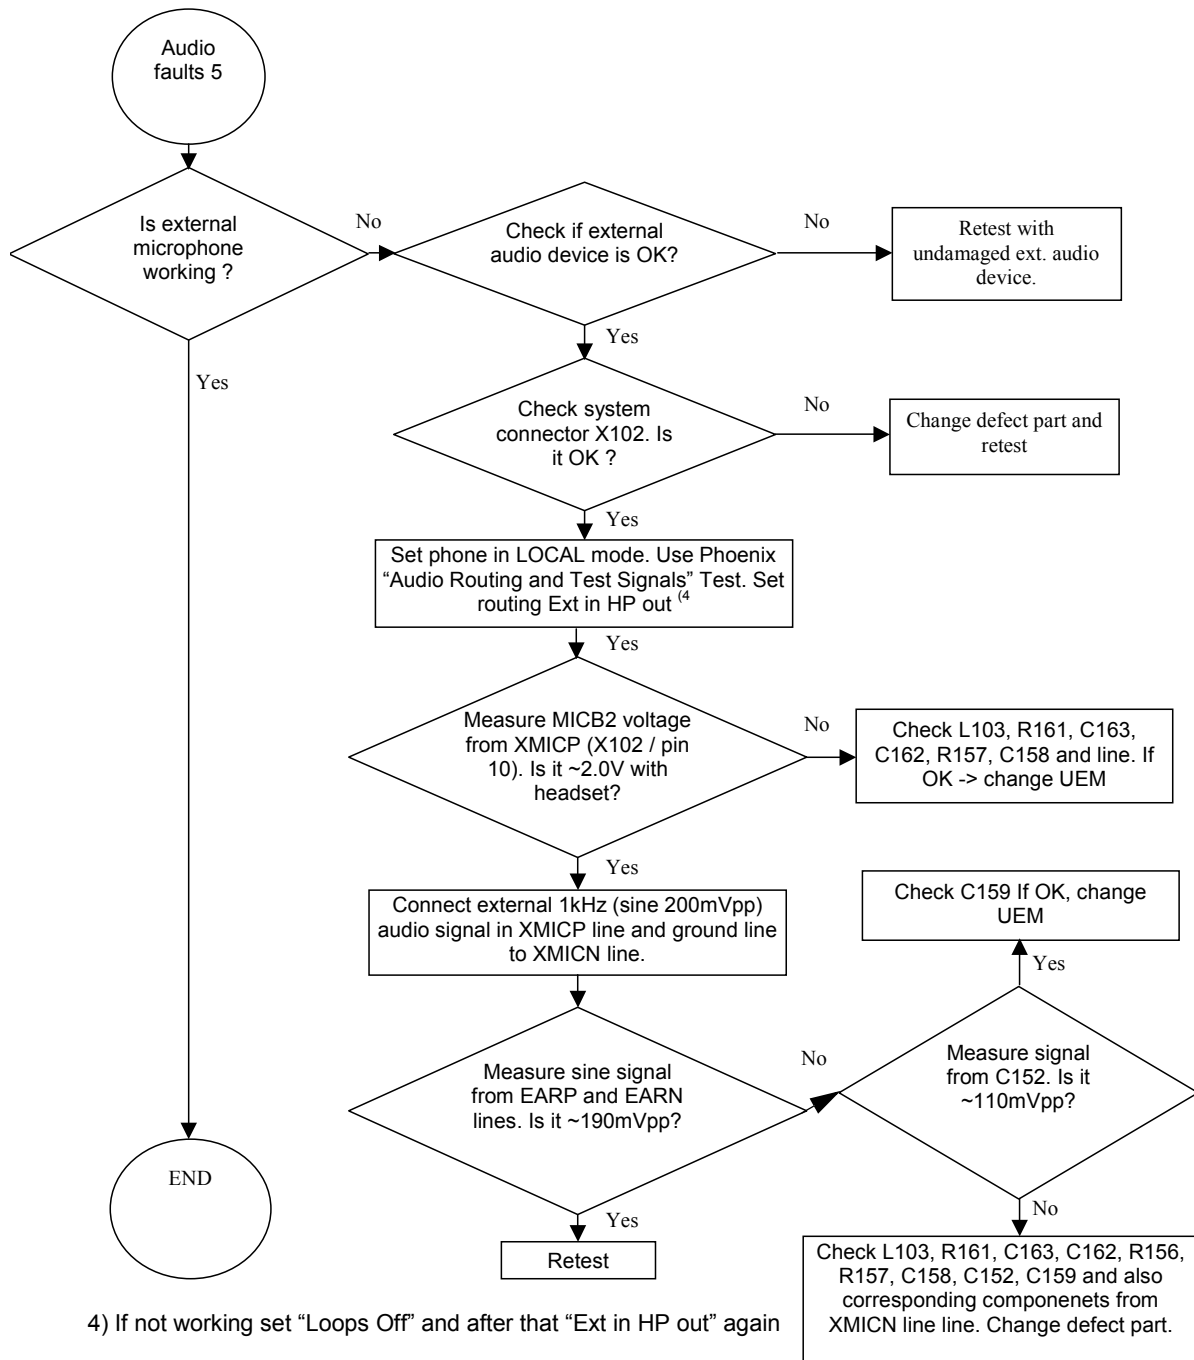 Audio
faults 5
Is external
microphone
working ?
No
Check if external
audio device is OK?
No
Retest with
undamaged ext. audio
device.
Yes
Yes
Check system
connector X102. Is
it OK ?
No
Change defect part and
retest
Yes
Set phone in LOCAL mode. Use Phoenix
“Audio Routing and Test Signals” Test. Set
routing Ext in HP out (4
Yes
Measure MICB2 voltage
from XMICP (X102 / pin
10). Is it ~2.0V with
headset?
No
Check L103, R161, C163,
C162, R157, C158 and line. If
OK -> change UEM
Yes
Connect external 1kHz (sine 200mVpp)
audio signal in XMICP line and ground line
to XMICN line.
Check C159 If OK, change
UEM
Yes
Measure sine signal
from EARP and EARN
lines. Is it ~190mVpp?
No
Measure signal
from C152. Is it
~110mVpp?
END
Yes
Retest
No
Check L103, R161, C163, C162, R156,
R157, C158, C152, C159 and also
corresponding componenets from
XMICN line line. Change defect part.
4) If not working set “Loops Off” and after that “Ext in HP out” again